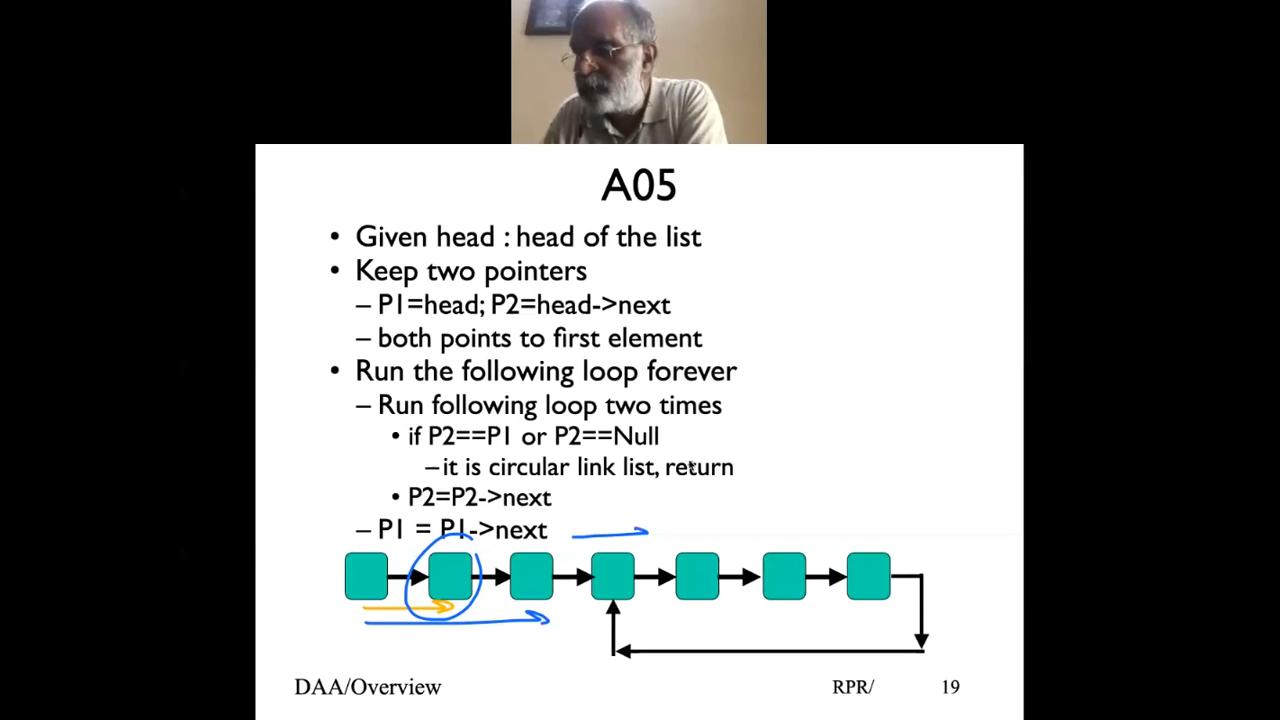 A05
• Given head : head of the list
• Keep two pointers
– P1=head; P2=head->next
– both points to first element
• Run the following loop forever
– Run following loop two times
• if P2==P1 or P2==Null
– it is circular link list, return
• P2=P2->next
– P1 = P1->next
DAA/Overview RPR/ 19